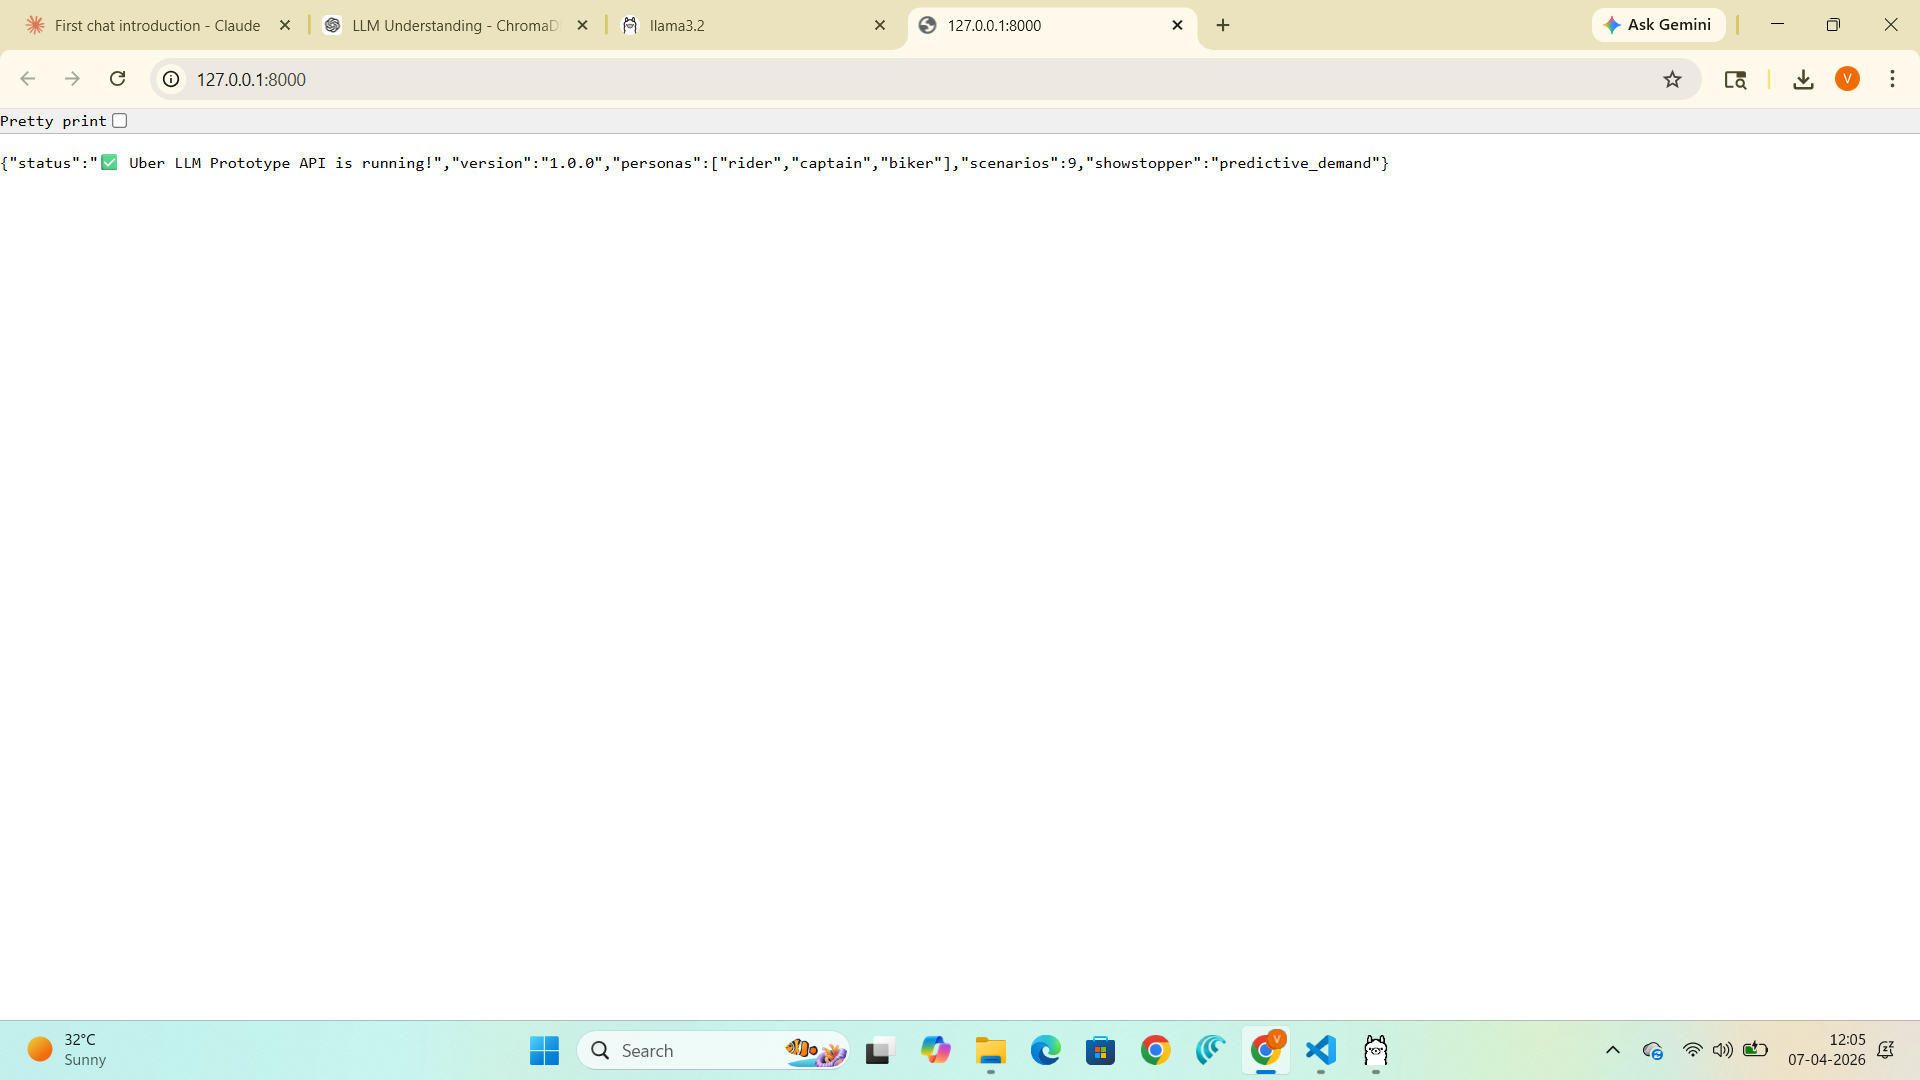 First chat introduction - Claude
LLM Understanding - ChromaD
llama3.2
127.0.0.1:8000
Ask Gemini
127.0.0.1:8000
V
Pretty print
{"status":"✅ Uber LLM Prototype API is running!","version":"1.0.0","personas":["rider","captain","biker"],"scenarios":9,"showstopper":"predictive_demand"}
32°C
Sunny
Search
V
12:05
07-04-2026